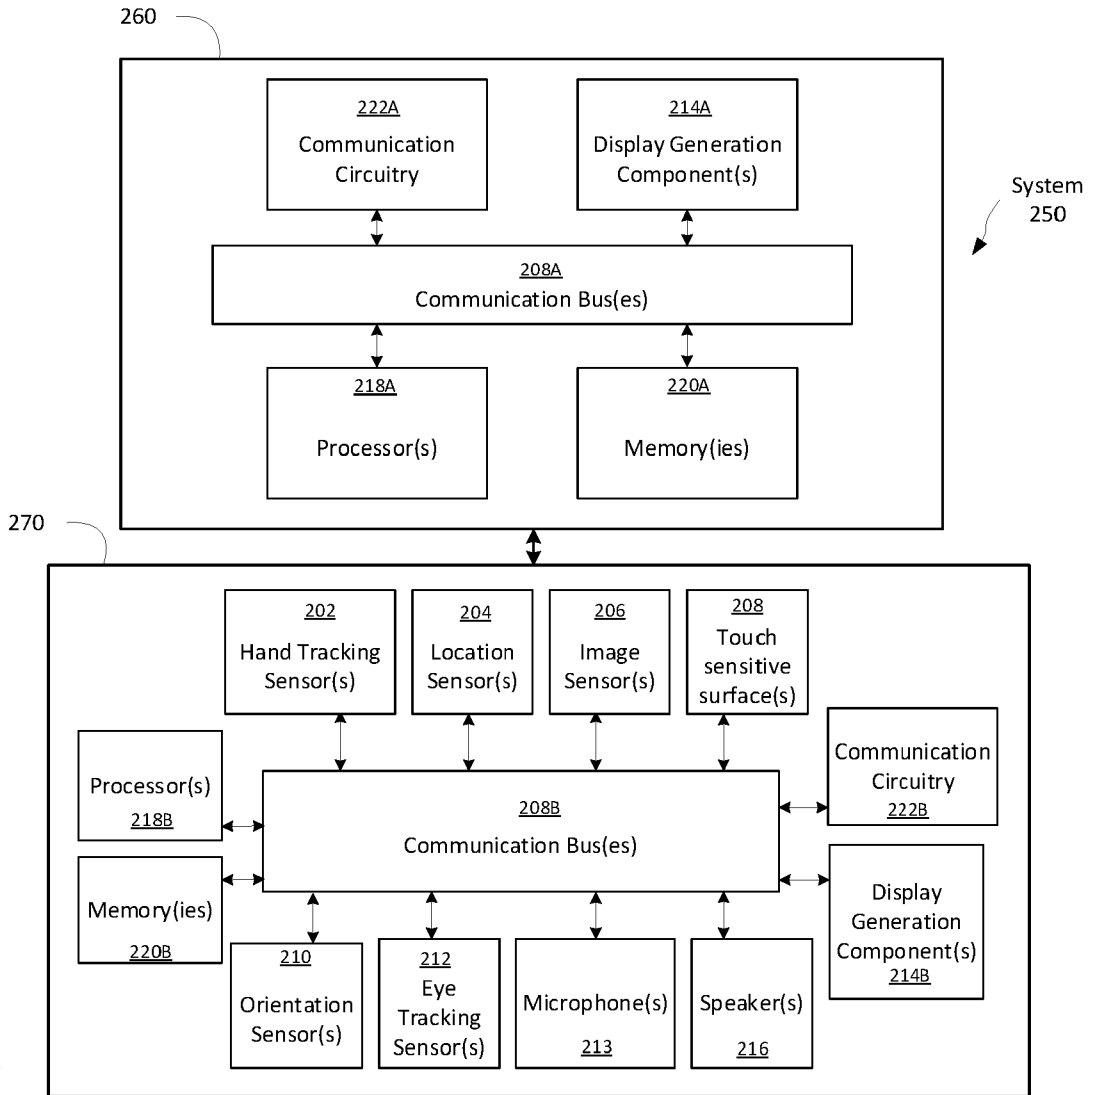 260
222A
Communication
Circuitry
214A
Display Generation
Component(s)
System
250
208A
Communication Bus(es)
218A
Processor(s)
220A
Memory(ies)
270
202
Hand Tracking
Sensor(s)
204
Location
Sensor(s)
206
Image
Sensor(s)
208
Touch
sensitive
surface(s)
Processor(s)
218B
208B
Communication Bus(es)
Communication
Circuitry
222B
Memory(ies)
220B
Display
Generation
Component(s)
214B
210
Orientation
Sensor(s)
212
Eye
Tracking
Sensor(s)
Microphone(s)
213
Speaker(s)
216